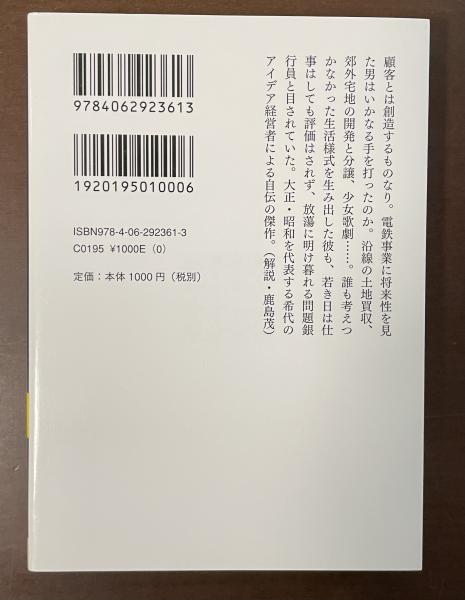 顧客とは創造するものなり。電鉄事業に将来性を見
た男はいかなる手を打ったのか。沿線の土地買収、
郊外宅地の開発と分譲、少女歌劇……。誰も考えつ
かなかった生活様式を生み出した彼も、若き日は仕
事はしても評価はされず、放蕩に明け暮れる問題銀
行員と目されていた。大正・昭和を代表する希代の
アイデア経営者による自伝の傑作。（解説・鹿島茂）
9784062923613
1920195010006
ISBN978-4-06-292361-3
C0195 ¥1000E (0)
定価：本体1000円（税別）